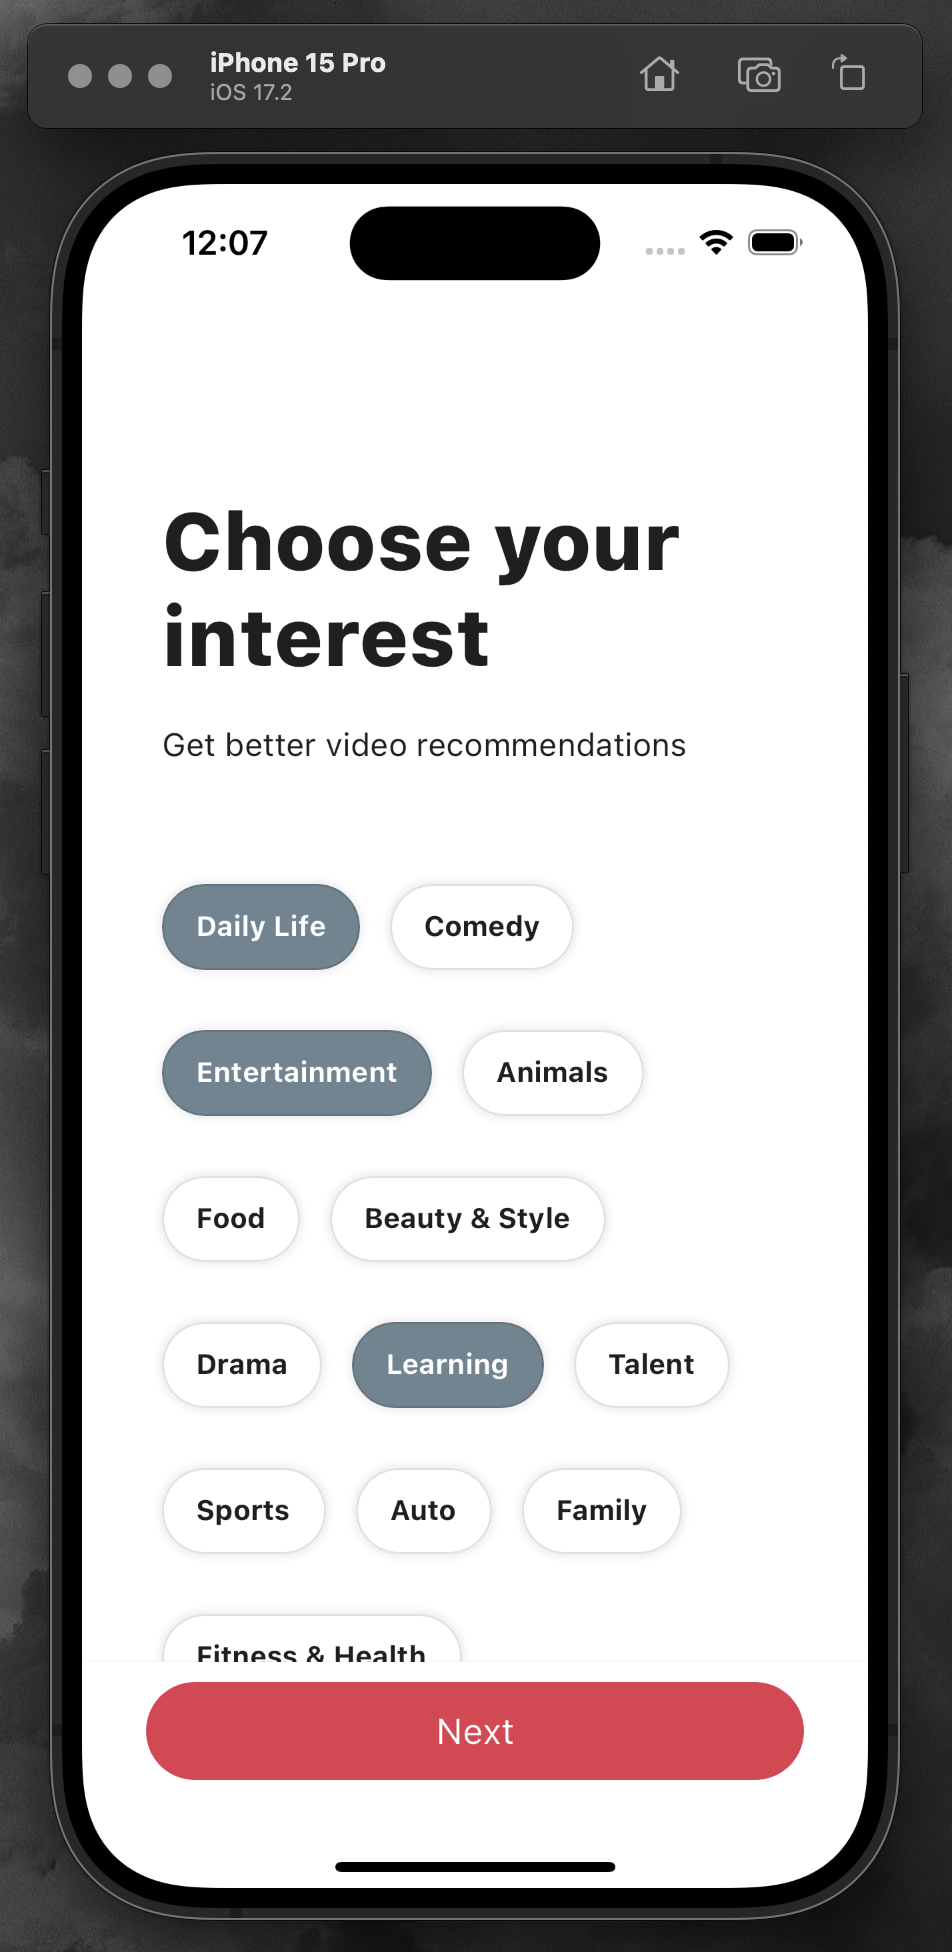 iPhone 15 Pro
iOS 17.2
12:07
Choose your
interest
Get better video recommendations
Daily Life Comedy
Entertainment Animals
Food Beauty & Style
Drama Learning Talent
Sports Auto Family
Fitness & Health
Next